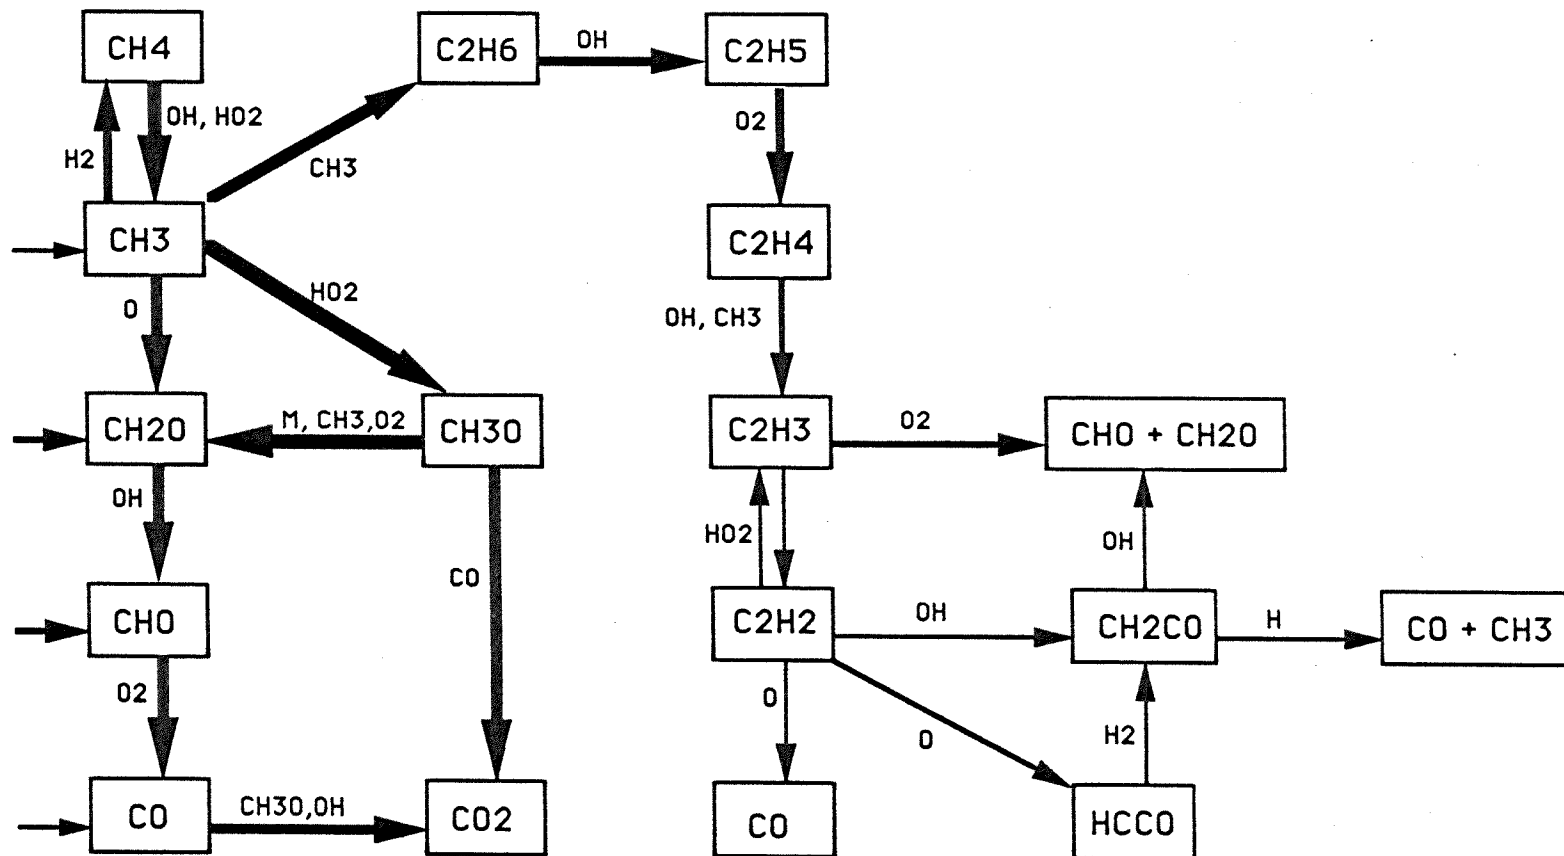 CH4
C2H6
OH
C2H5
OH, HO2
O2
H2
CH3
CH3
C2H4
HO2
O
OH, CH3
CH2O
M, CH3,O2
CH3O
C2H3
O2
CHO + CH2O
OH
HO2
OH
CO
CHO
C2H2
OH
CH2CO
H
CO + CH3
O2
O
O
H2
CO
CH3O,OH
CO2
CO
HCCO